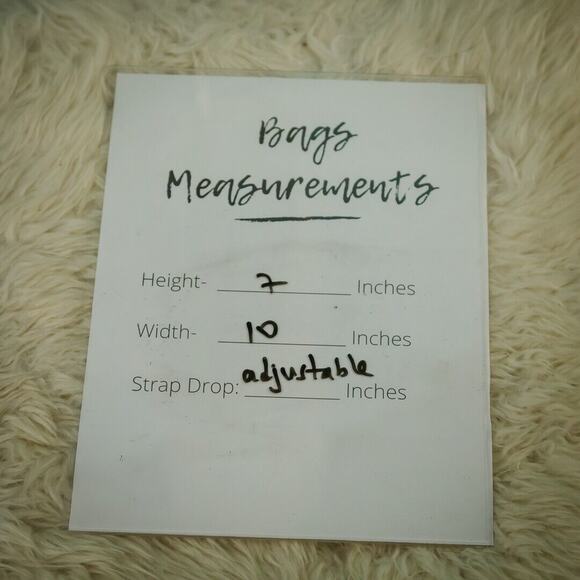 Bags
Measurements
Height- 7 Inches
Width- 10 Inches
Strap Drop: adjustable Inches